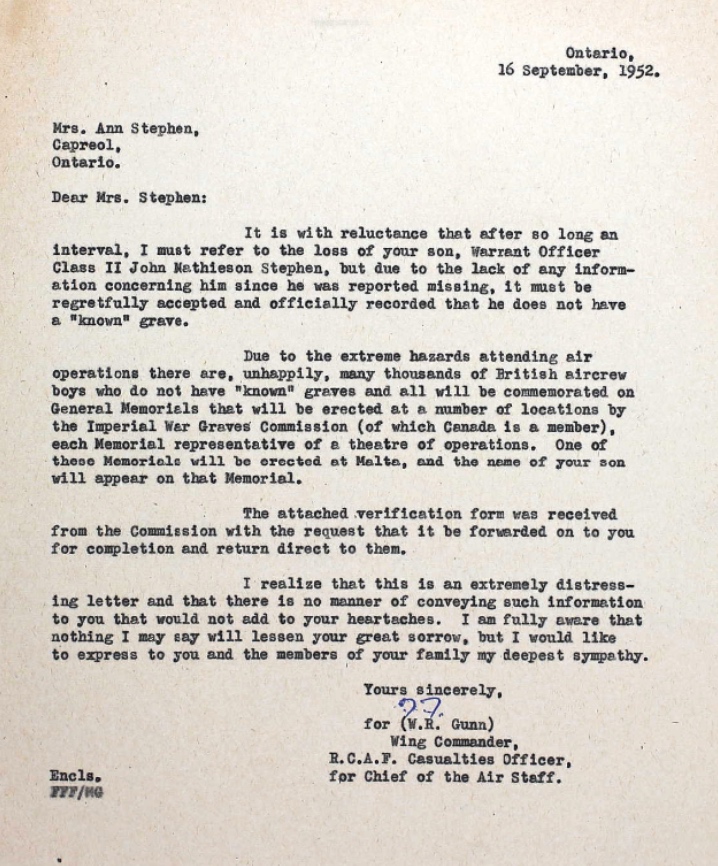 Ontario,
16 September, 1952.
Mrs. Ann Stephen,
Capreol,
Ontario.
Dear Mrs. Stephen:
It is with reluctance that after so long an
interval, I must refer to the loss of your son, Warrant Officer
Class II John Mathieson Stephen, but due to the lack of any inform-
ation concerning him since he was reported missing, it must be
regretfully accepted and officially recorded that he does not have
a "known" grave.
Due to the extreme hazards attending air
operations there are, unhappily, many thousands of British aircrew
boys who do not have "known" graves and all will be commemorated on
General Memorials that will be erected at a number of locations by
the Imperial War Graves Commission (of which Canada is a member),
each Memorial representative of a theatre of operations. One of
these Memorials will be erected at Malta, and the name of your son
will appear on that Memorial.
The attached verification form was received
from the Commission with the request that it be forwarded on to you
for completion and return direct to them.
I realize that this is an extremely distress-
ing letter and that there is no manner of conveying such information
to you that would not add to your heartaches. I am fully aware that
nothing I may say will lessen your great sorrow, but I would like
to express to you and the members of your family my deepest sympathy.
Yours sincerely,
for (W.R. Gunn)
Wing Commander,
R.C.A.F. Casualties Officer,
for Chief of the Air Staff.
Encls.
FFF/MG